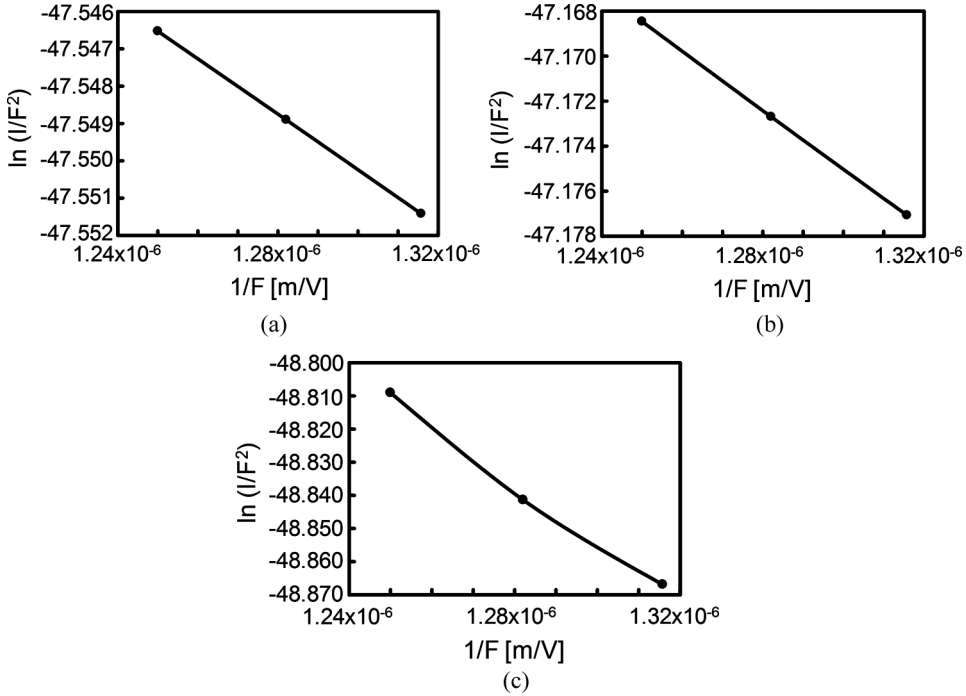 -47.546
-47.547
-47.548
-47.549
-47.550
-47.551
-47.552
ln (I/F²)
1.24x10⁻⁶
1.28x10⁻⁶
1.32x10⁻⁶
1/F [m/V]
(a)
-47.168
-47.170
-47.172
-47.174
-47.176
-47.178
ln (I/F²)
1.24x10⁻⁶
1.28x10⁻⁶
1.32x10⁻⁶
1/F [m/V]
(b)
-48.800
-48.810
-48.820
-48.830
-48.840
-48.850
-48.860
-48.870
ln (I/F²)
1.24x10⁻⁶
1.28x10⁻⁶
1.32x10⁻⁶
1/F [m/V]
(c)